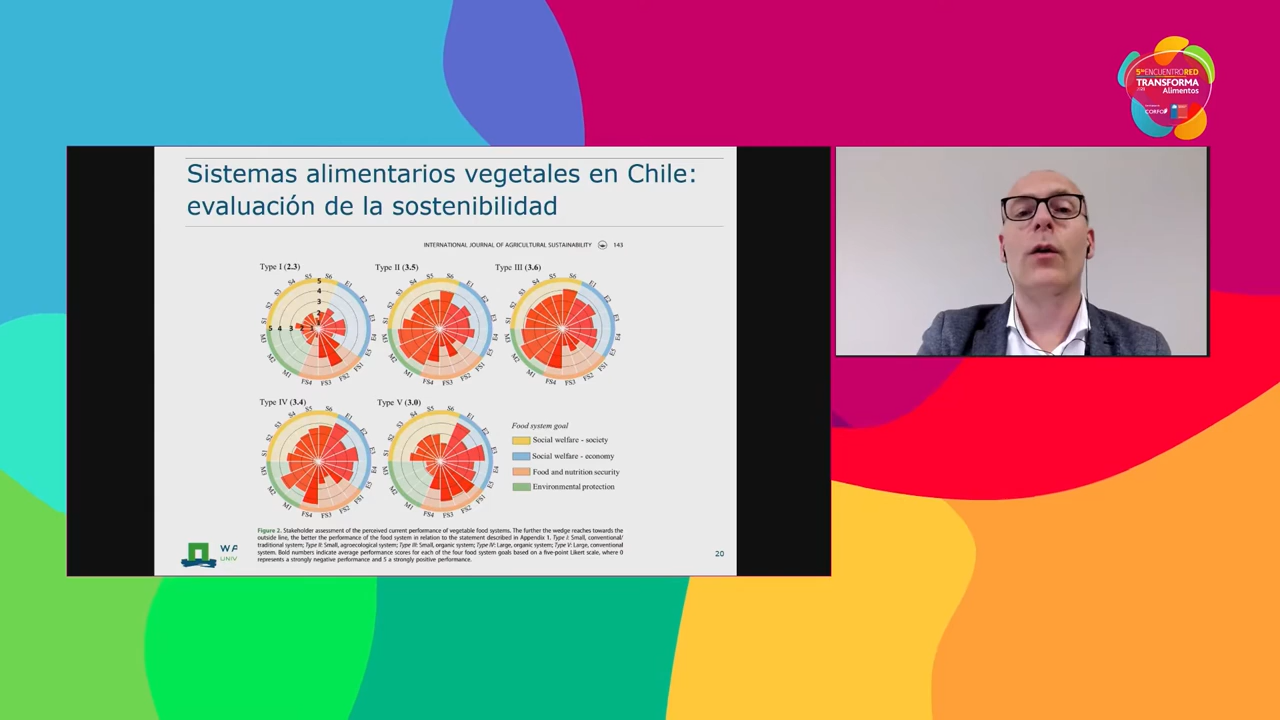 5to ENCUENTRO RED
TRANSFORMA
Alimentos
CORFO
Sistemas alimentarios vegetales en Chile:
evaluación de la sostenibilidad
INTERNATIONAL JOURNAL OF AGRICULTURAL SUSTAINABILITY 143
Type I (2.3)
Type II (3.5)
Type III (3.6)
Type IV (3.4)
Type V (3.0)
Food system goal
Social welfare - society
Social welfare - economy
Food and nutrition security
Environmental protection
Figure 2. Stakeholder assessment of the perceived current performance of vegetable food systems. The further the wedge reaches towards the
outside line, the better the performance of the food system in relation to the statement described in Appendix 1. Type I: Small, conventional/
traditional system; Type II: Small, agroecological system; Type III: Small, organic system; Type IV: Large, organic system; Type V: Large, conventional
system. Bold numbers indicate average performance scores for each of the four food system goals based on a five-point Likert scale, where 0
represents a strongly negative performance and 5 a strongly positive performance.
20